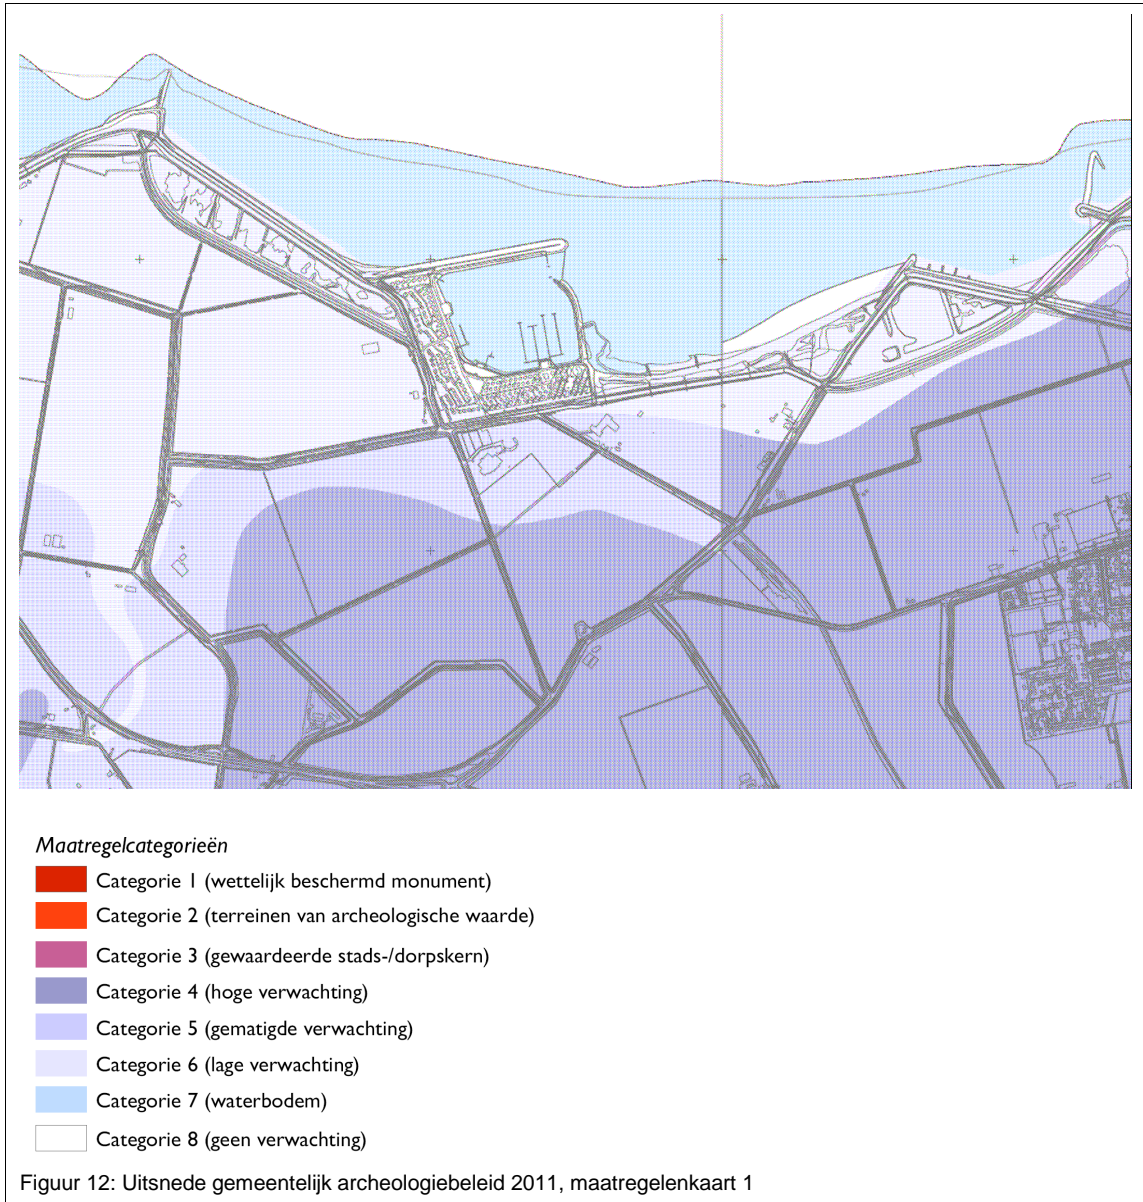 Maatregelcategorieën
Categorie 1 (wettelijk beschermd monument)
Categorie 2 (terreinen van archeologische waarde)
Categorie 3 (gewaardeerde stads-/dorpskern)
Categorie 4 (hoge verwachting)
Categorie 5 (gematigde verwachting)
Categorie 6 (lage verwachting)
Categorie 7 (waterbodem)
Categorie 8 (geen verwachting)
Figuur 12: Uitsnede gemeentelijk archeologiebeleid 2011, maatregelenkaart 1